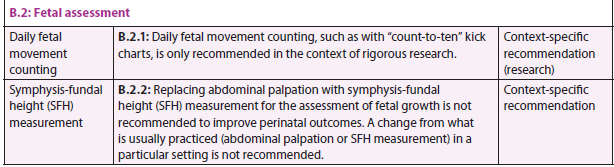 B.2: Fetal assessment
Daily fetal
movement
counting
B.2.1: Daily fetal movement counting, such as with “count-to-ten” kick
charts, is only recommended in the context of rigorous research.
Context-specific
recommendation
(research)
Symphysis-fundal
height (SFH)
measurement
B.2.2: Replacing abdominal palpation with symphysis-fundal
height (SFH) measurement for the assessment of fetal growth is not
recommended to improve perinatal outcomes. A change from what
is usually practiced (abdominal palpation or SFH measurement) in a
particular setting is not recommended.
Context-specific
recommendation